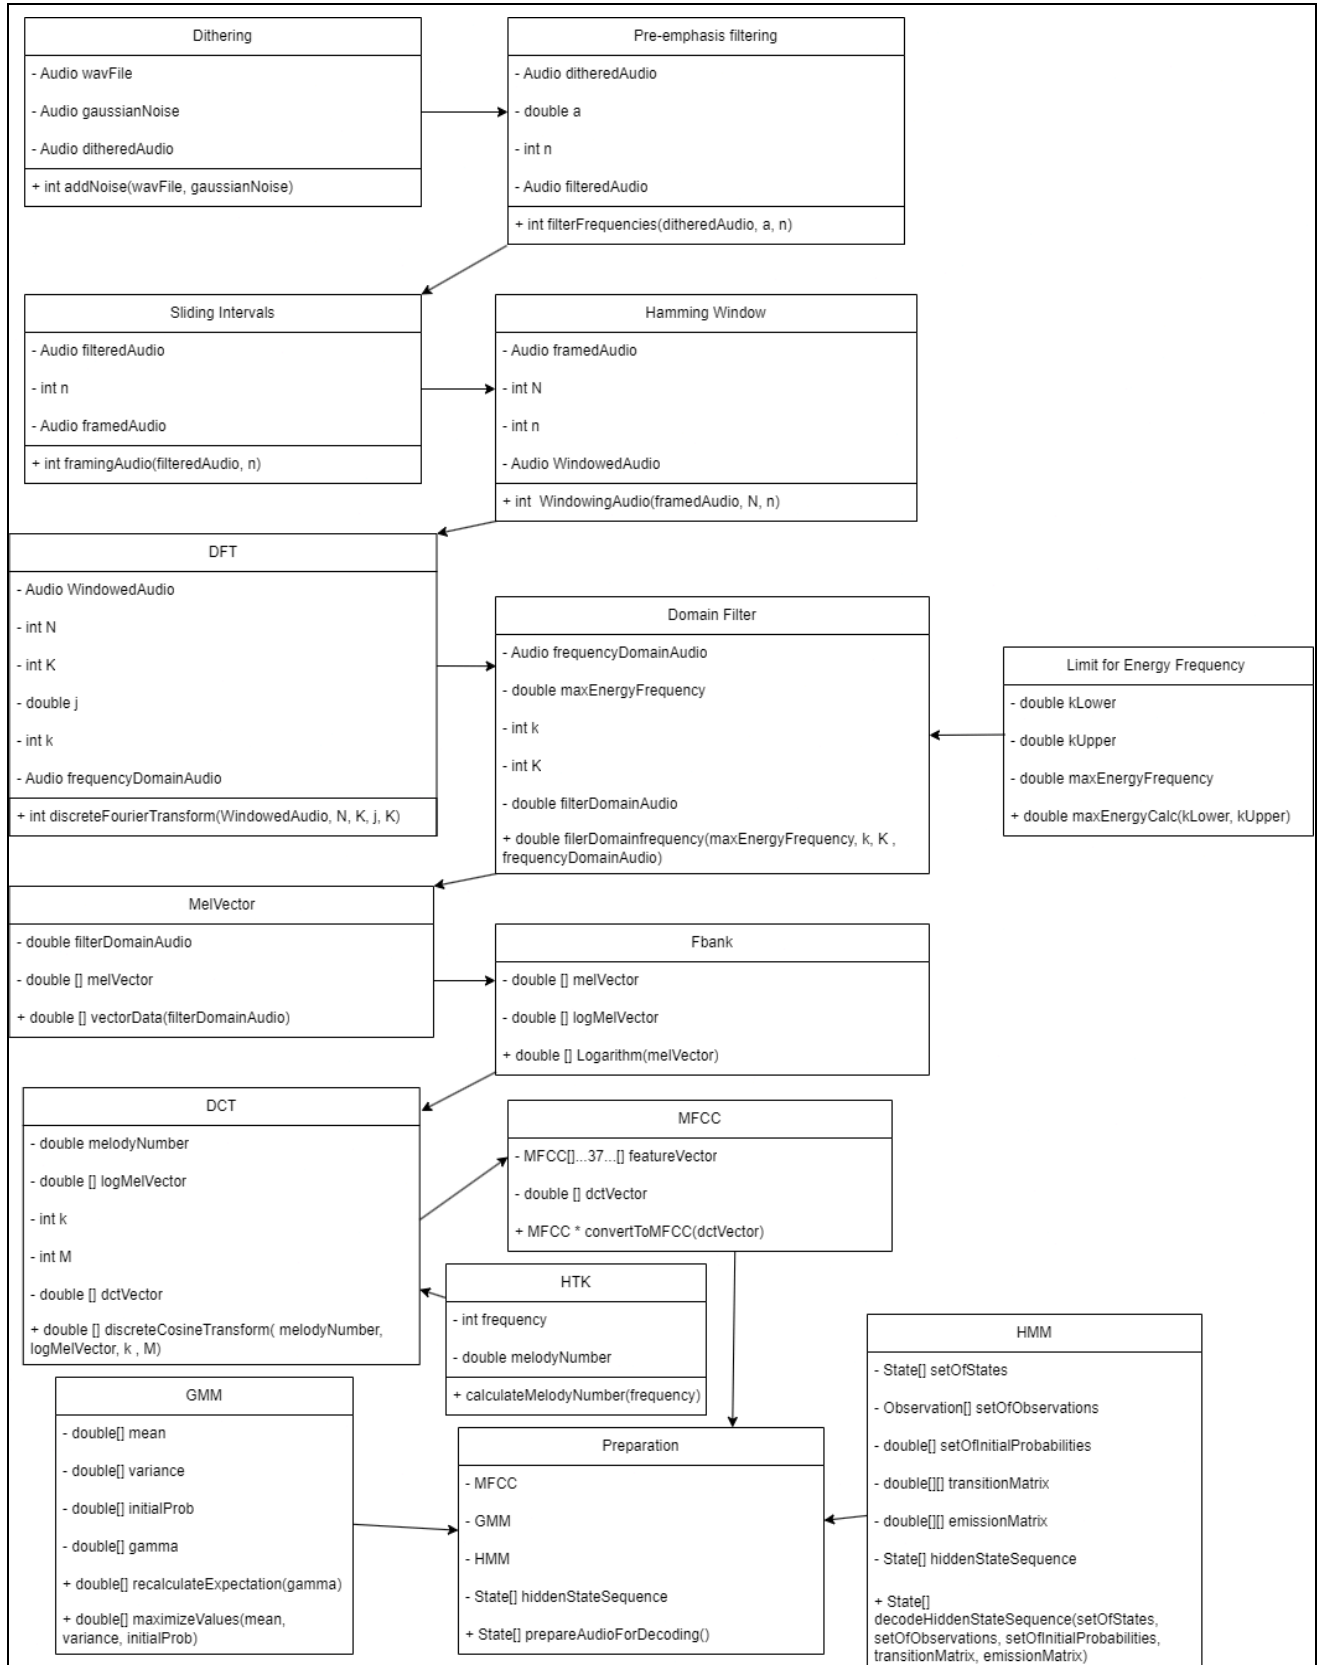 Dithering
- Audio wavFile
- Audio gaussianNoise
- Audio ditheredAudio
+ int addNoise(wavFile, gaussianNoise)
Pre-emphasis filtering
- Audio ditheredAudio
- double a
- int n
- Audio filteredAudio
+ int filterFrequencies(ditheredAudio, a, n)
Sliding Intervals
- Audio filteredAudio
- int n
- Audio framedAudio
+ int framingAudio(filteredAudio, n)
Hamming Window
- Audio framedAudio
- int N
- int n
- Audio WindowedAudio
+ int WindowingAudio(framedAudio, N, n)
DFT
- Audio WindowedAudio
- int N
- int K
- double j
- int k
- Audio frequencyDomainAudio
+ int discreteFourierTransform(WindowedAudio, N, K, j, K)
Domain Filter
- Audio frequencyDomainAudio
- double maxEnergyFrequency
- int k
- int K
- double filterDomainAudio
+ double filerDomainfrequency(maxEnergyFrequency, k, K ,
frequencyDomainAudio)
Limit for Energy Frequency
- double kLower
- double kUpper
- double maxEnergyFrequency
+ double maxEnergyCalc(kLower, kUpper)
MelVector
- double filterDomainAudio
- double [] melVector
+ double [] vectorData(filterDomainAudio)
Fbank
- double [] melVector
- double [] logMelVector
+ double [] Logarithm(melVector)
DCT
- double melodyNumber
- double [] logMelVector
- int k
- int M
- double [] dctVector
+ double [] discreteCosineTransform( melodyNumber,
logMelVector, k , M)
MFCC
- MFCC[]...37...[] featureVector
- double [] dctVector
+ MFCC * convertToMFCC(dctVector)
HTK
- int frequency
- double melodyNumber
+ calculateMelodyNumber(frequency)
GMM
- double[] mean
- double[] variance
- double[] initialProb
- double[] gamma
+ double[] recalculateExpectation(gamma)
+ double[] maximizeValues(mean,
variance, initialProb)
Preparation
- MFCC
- GMM
- HMM
- State[] hiddenStateSequence
+ State[] prepareAudioForDecoding()
HMM
- State[] setOfStates
- Observation[] setOfObservations
- double[] setOfInitialProbabilities
- double[][] transitionMatrix
- double[][] emissionMatrix
- State[] hiddenStateSequence
+ State[]
decodeHiddenStateSequence(setOfStates,
setOfObservations, setOfInitialProbabilities,
transitionMatrix, emissionMatrix)